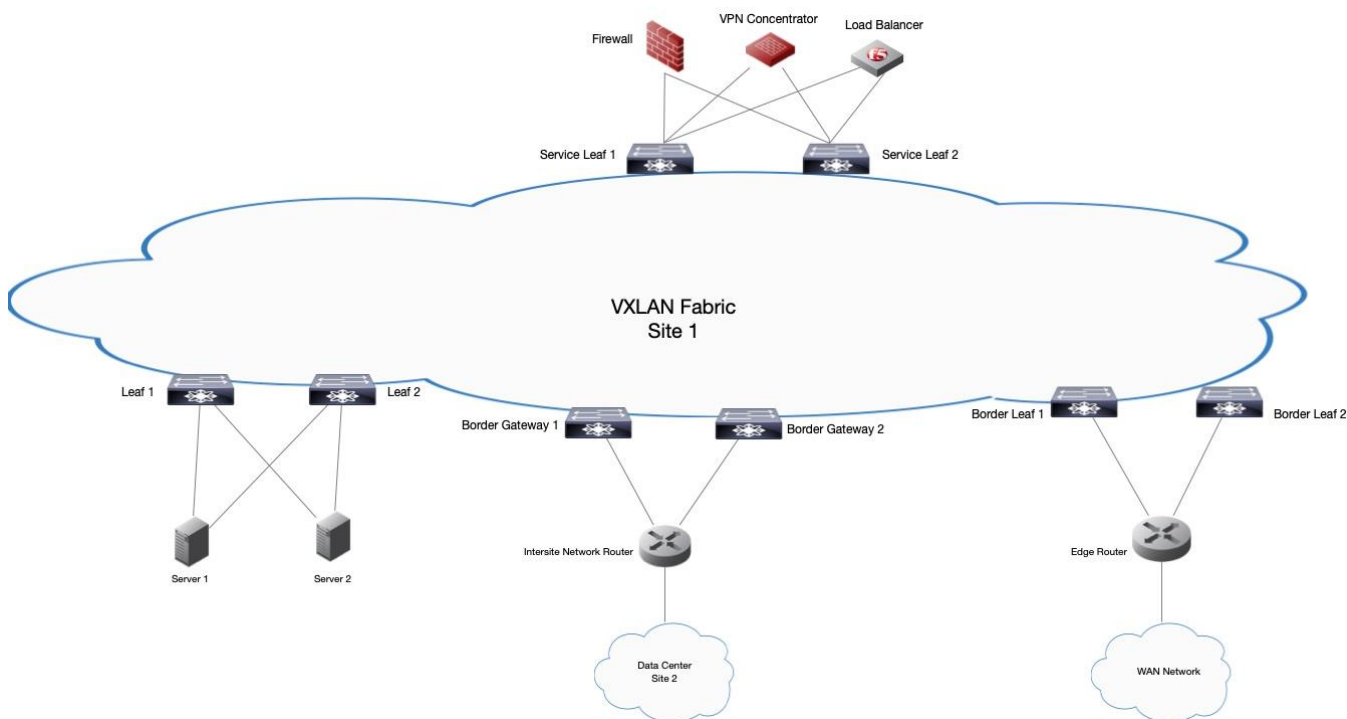 VPN Concentrator
Load Balancer
Firewall
f5
Service Leaf 1
Service Leaf 2
VXLAN Fabric
Site 1
Leaf 1
Leaf 2
Border Gateway 1
Border Gateway 2
Border Leaf 1
Border Leaf 2
Server 1
Server 2
Intersite Network Router
Edge Router
Data Center
Site 2
WAN Network